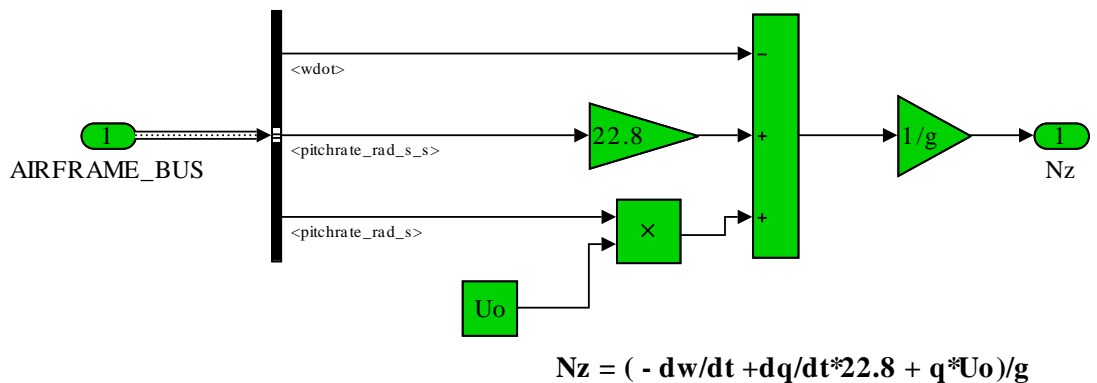 <wdot>
1
22.8
1/g
1
AIRFRAME_BUS
<pitchrate_rad_s_s>
Nz
<pitchrate_rad_s>
×
Uo
Nz = ( - dw/dt +dq/dt*22.8 + q*Uo)/g